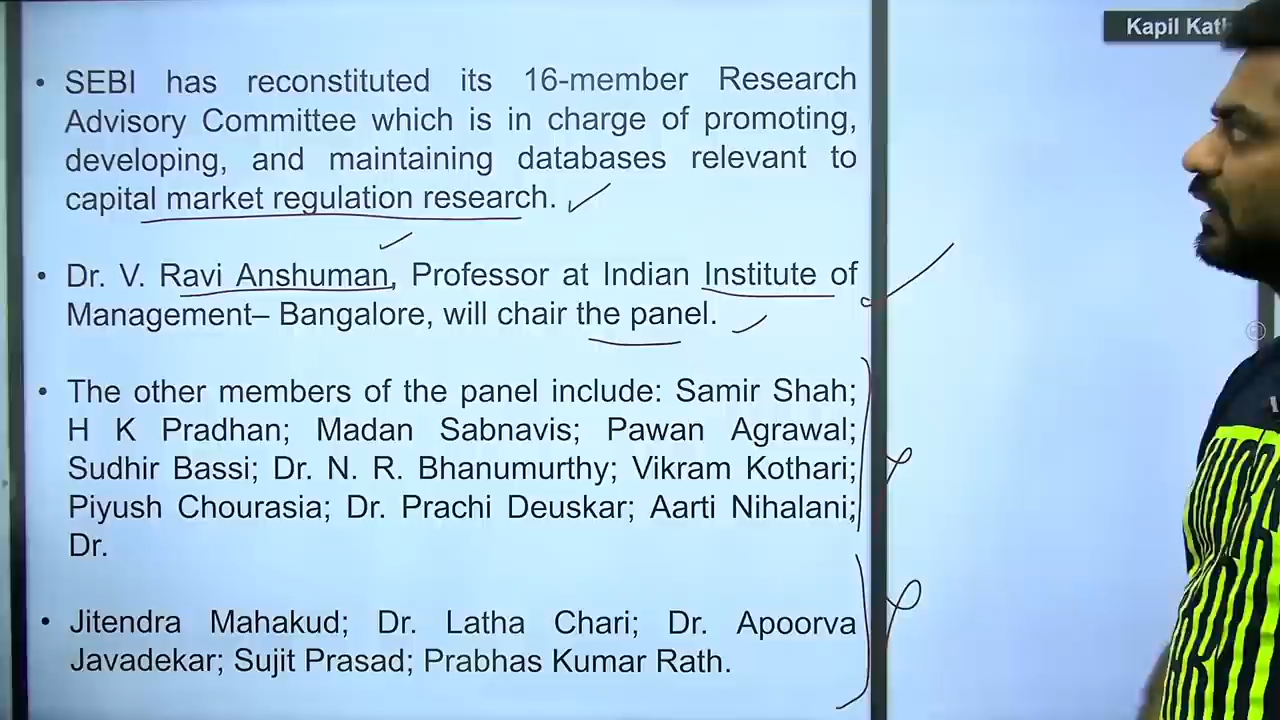 Kapil Kath
• SEBI has reconstituted its 16-member Research
Advisory Committee which is in charge of promoting,
developing, and maintaining databases relevant to
capital market regulation research.
• Dr. V. Ravi Anshuman, Professor at Indian Institute of
Management– Bangalore, will chair the panel.
• The other members of the panel include: Samir Shah;
H K Pradhan; Madan Sabnavis; Pawan Agrawal;
Sudhir Bassi; Dr. N. R. Bhanumurthy; Vikram Kothari;
Piyush Chourasia; Dr. Prachi Deuskar; Aarti Nihalani;
Dr.
• Jitendra Mahakud; Dr. Latha Chari; Dr. Apoorva
Javadekar; Sujit Prasad; Prabhas Kumar Rath.